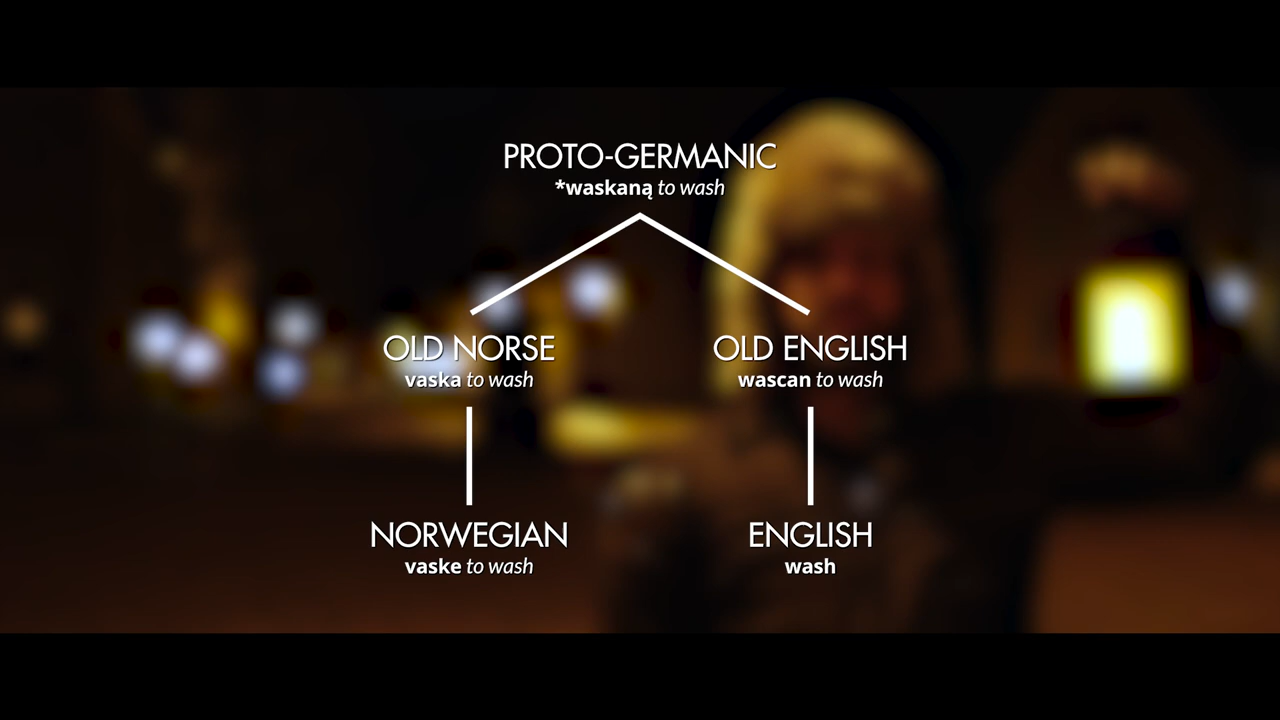 PROTO-GERMANIC
*waskaną to wash
OLD NORSE
vaska to wash
OLD ENGLISH
wascan to wash
NORWEGIAN
vaske to wash
ENGLISH
wash